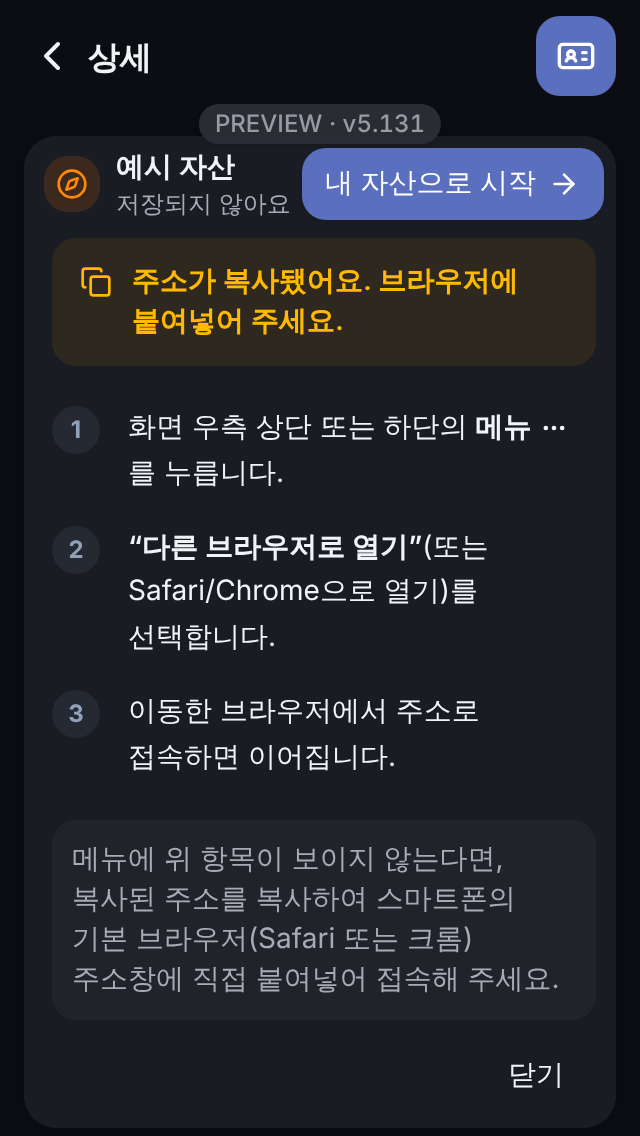 상세
PREVIEW · v5.131
예시 자산
저장되지 않아요
내 자산으로 시작 →
주소가 복사됐어요. 브라우저에
붙여넣어 주세요.
1
화면 우측 상단 또는 하단의 메뉴 ⋯
를 누릅니다.
2
“다른 브라우저로 열기”(또는
Safari/Chrome으로 열기)를
선택합니다.
3
이동한 브라우저에서 주소로
접속하면 이어집니다.
메뉴에 위 항목이 보이지 않는다면,
복사된 주소를 복사하여 스마트폰의
기본 브라우저(Safari 또는 크롬)
주소창에 직접 붙여넣어 접속해 주세요.
닫기